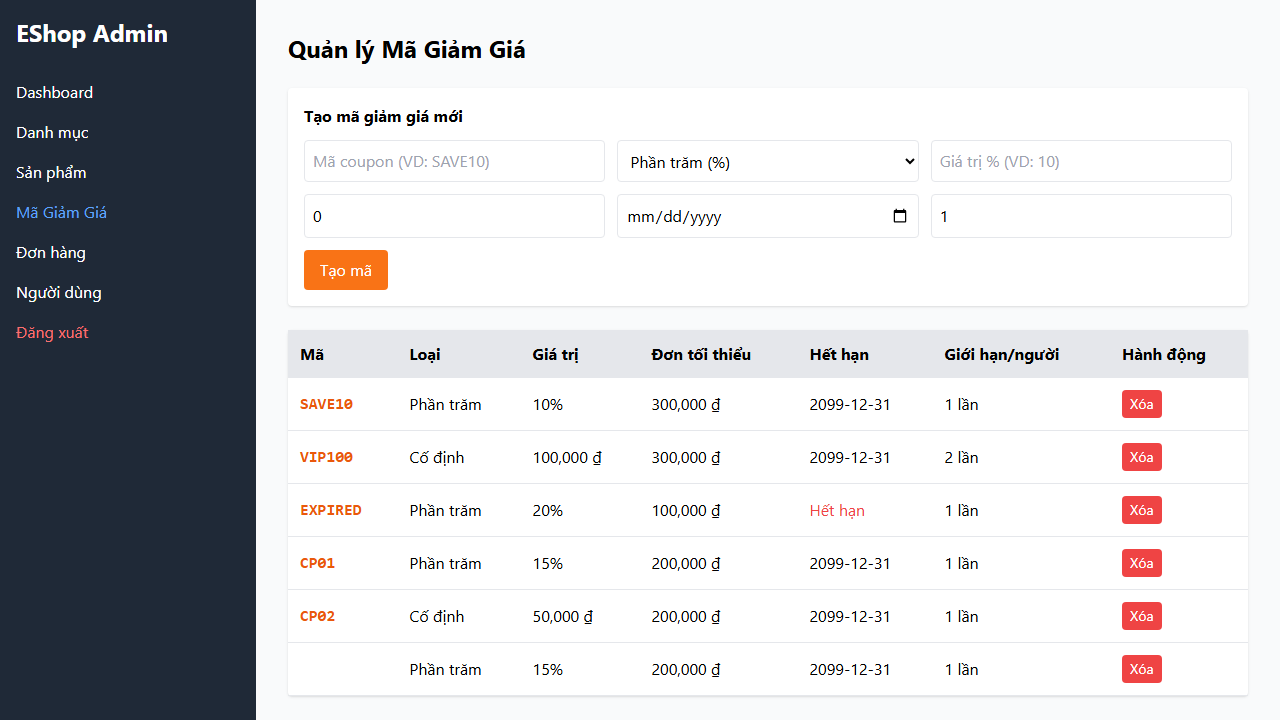 EShop Admin
Dashboard
Danh mục
Sản phẩm
Mã Giảm Giá
Đơn hàng
Người dùng
Đăng xuất
Quản lý Mã Giảm Giá
Tạo mã giảm giá mới
Mã coupon (VD: SAVE10) Phần trăm (%) Giá trị % (VD: 10)
0 mm/dd/yyyy 1
Tạo mã
Mã Loại Giá trị Đơn tối thiểu Hết hạn Giới hạn/người Hành động
SAVE10 Phần trăm 10% 300,000 ₫ 2099-12-31 1 lần Xóa
VIP100 Cố định 100,000 ₫ 300,000 ₫ 2099-12-31 2 lần Xóa
EXPIRED Phần trăm 20% 100,000 ₫ Hết hạn 1 lần Xóa
CP01 Phần trăm 15% 200,000 ₫ 2099-12-31 1 lần Xóa
CP02 Cố định 50,000 ₫ 200,000 ₫ 2099-12-31 1 lần Xóa
Phần trăm 15% 200,000 ₫ 2099-12-31 1 lần Xóa